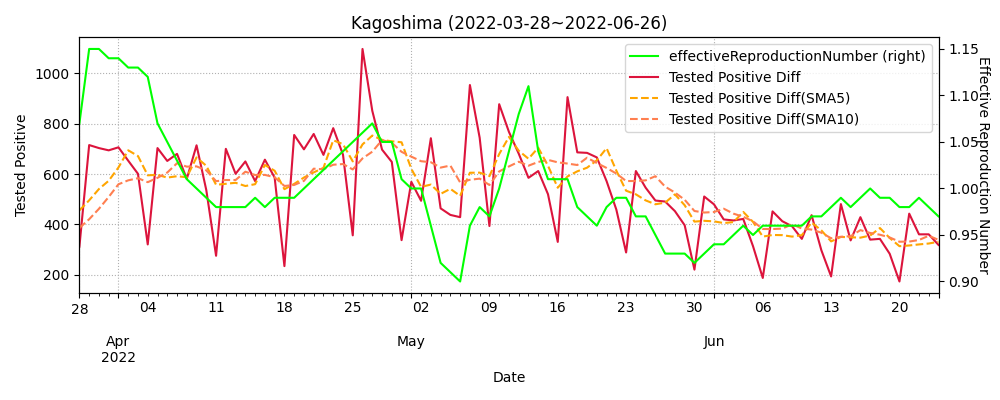 Kagoshima (2022-03-28~2022-06-26)
effectiveReproductionNumber (right)
Tested Positive Diff
Tested Positive Diff(SMA5)
Tested Positive Diff(SMA10)
Tested Positive
1000
800
600
400
200
1.15
1.10
1.05
1.00
0.95
0.90
Effective Reproduction Number
28 04 11 18 25 02 09 16 23 30 06 13 20
Apr May Jun
2022
Date